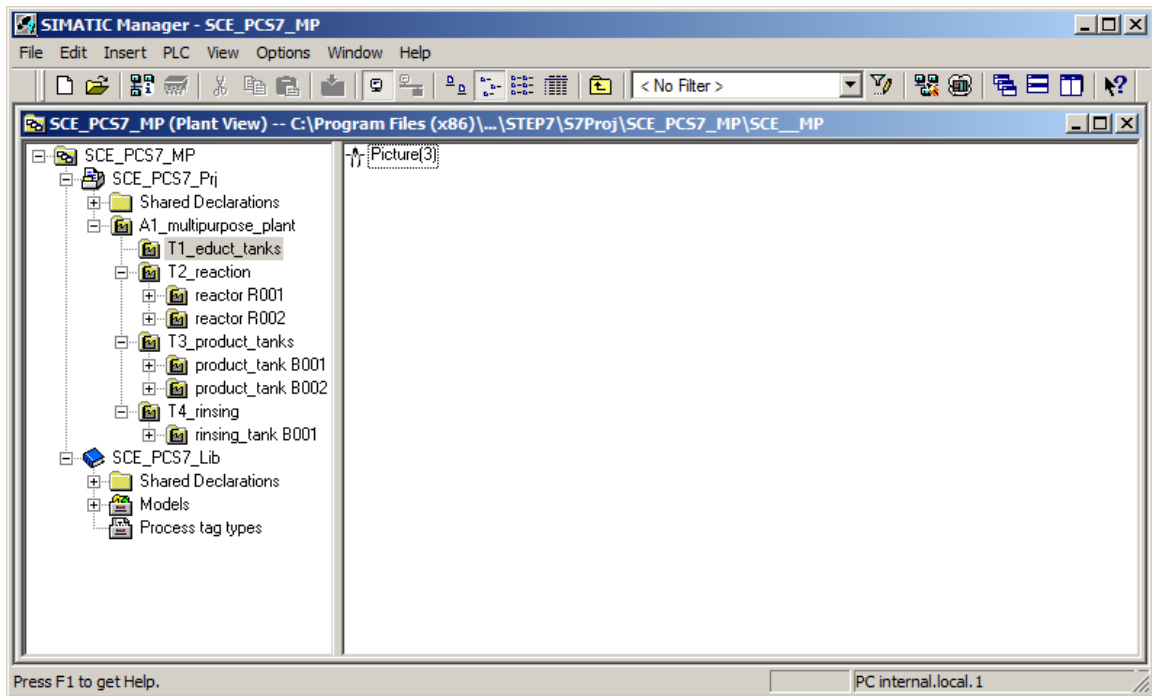 SIMATIC Manager - SCE_PCS7_MP
File Edit Insert PLC View Options Window Help
< No Filter >
SCE_PCS7_MP (Plant View) -- C:\Program Files (x86)\...\STEP7\S7Proj\SCE_PCS7_MP\SCE__MP
SCE_PCS7_MP
Picture(3)
SCE_PCS7_Prj
Shared Declarations
A1_multipurpose_plant
T1_educt_tanks
T2_reaction
reactor R001
reactor R002
T3_product_tanks
product_tank B001
product_tank B002
T4_rinsing
rinsing_tank B001
SCE_PCS7_Lib
Shared Declarations
Models
Process tag types
Press F1 to get Help.
PC internal.local.1